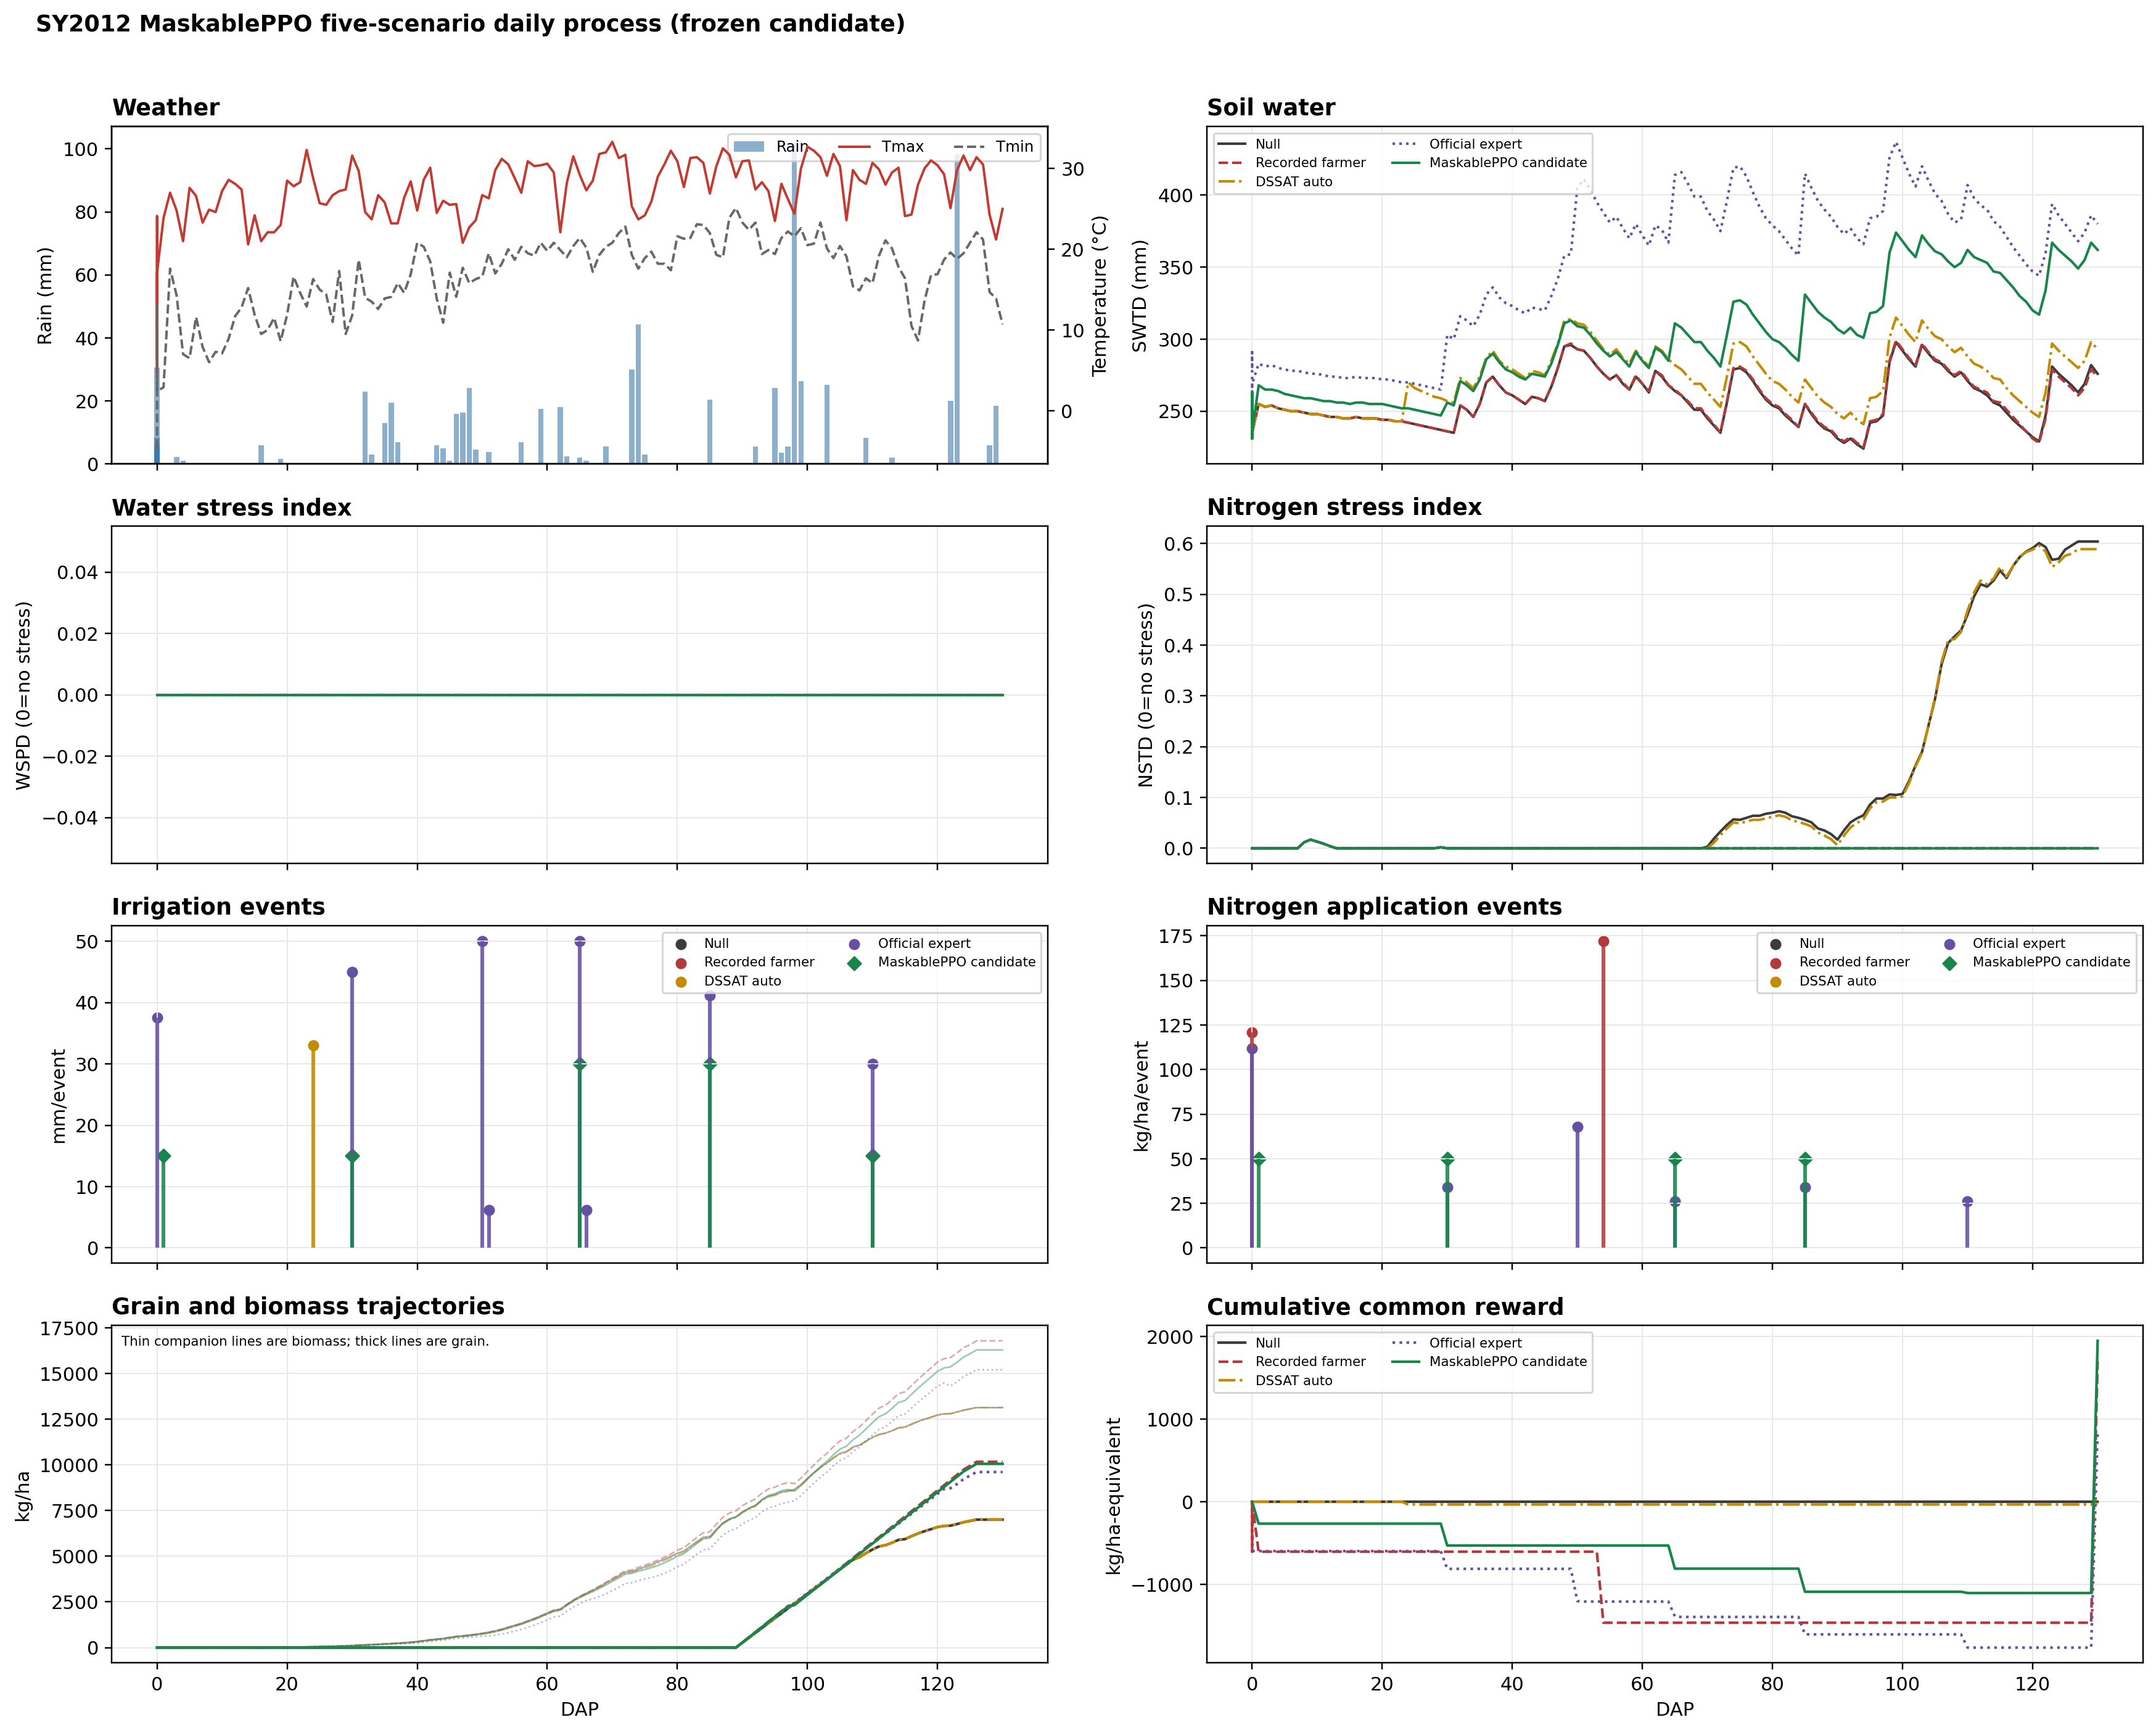 SY2012 MaskablePPO five-scenario daily process (frozen candidate)
Weather
Rain (mm)
100
80
60
40
20
0
Rain
Tmax
Tmin
30
20
10
0
Temperature (°C)
Soil water
SWTD (mm)
400
350
300
250
Null
Recorded farmer
DSSAT auto
Official expert
MaskablePPO candidate
Water stress index
WSPD (0=no stress)
0.04
0.02
0.00
−0.02
−0.04
Nitrogen stress index
NSTD (0=no stress)
0.6
0.5
0.4
0.3
0.2
0.1
0.0
Irrigation events
mm/event
50
40
30
20
10
0
Null
Recorded farmer
DSSAT auto
Official expert
MaskablePPO candidate
Nitrogen application events
kg/ha/event
175
150
125
100
75
50
25
0
Null
Recorded farmer
DSSAT auto
Official expert
MaskablePPO candidate
Grain and biomass trajectories
Thin companion lines are biomass; thick lines are grain.
kg/ha
17500
15000
12500
10000
7500
5000
2500
0
0 20 40 60 80 100 120
DAP
Cumulative common reward
kg/ha-equivalent
2000
1000
0
−1000
Null
Recorded farmer
DSSAT auto
Official expert
MaskablePPO candidate
0 20 40 60 80 100 120
DAP